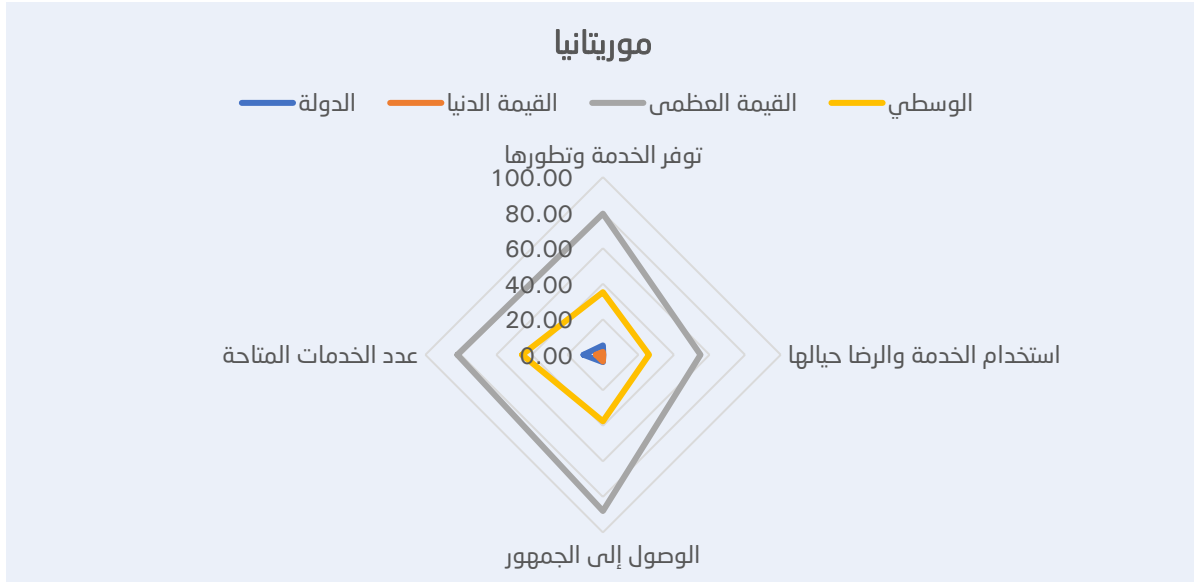 موريتانيا
الدولة القيمة الدنيا القيمة العظمى الوسطي
توفر الخدمة وتطورها
100.00
80.00
60.00
40.00
20.00
0.00
استخدام الخدمة والرضا حيالها
عدد الخدمات المتاحة
الوصول إلى الجمهور